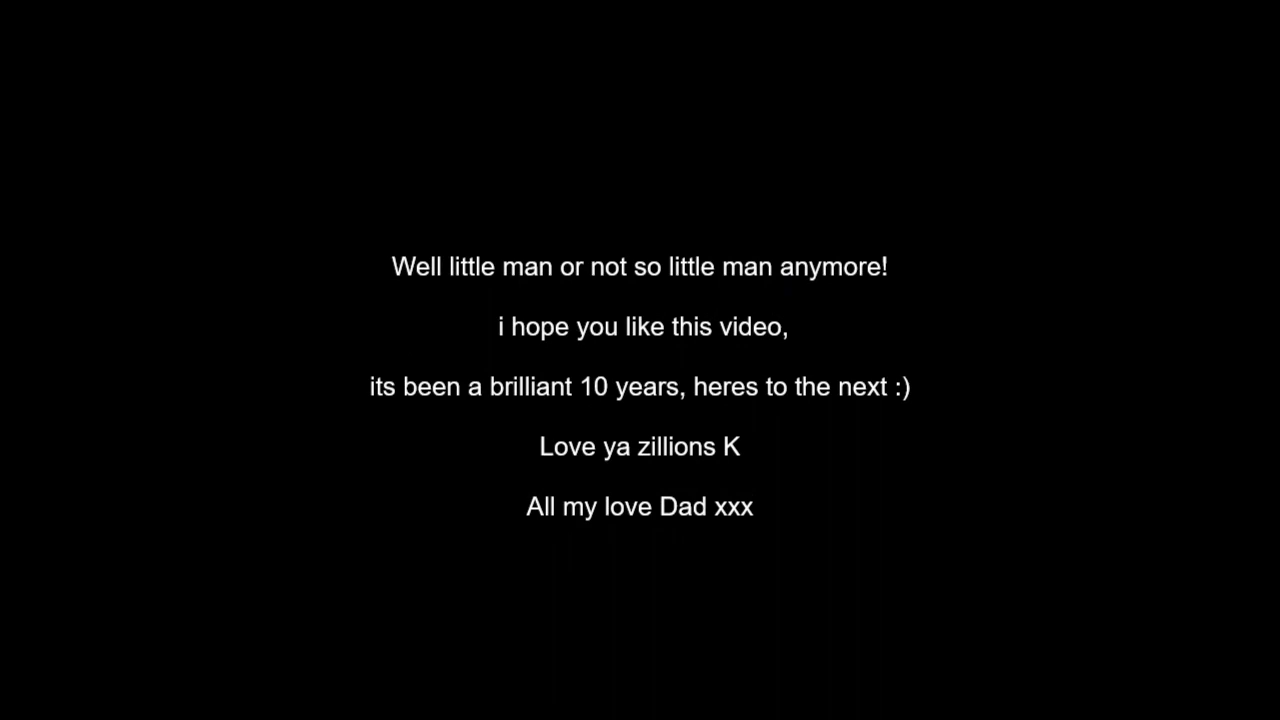 Well little man or not so little man anymore!
i hope you like this video,
its been a brilliant 10 years, heres to the next :)
Love ya zillions K
All my love Dad xxx